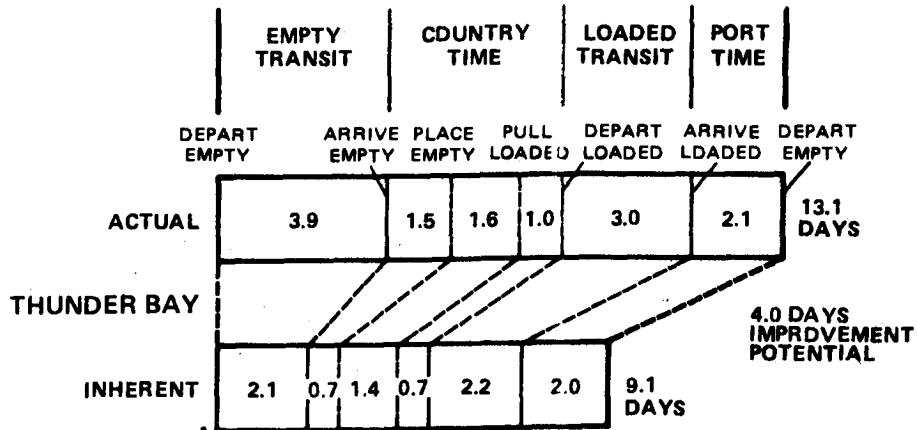 EMPTY TRANSIT
COUNTRY TIME
LOADED TRANSIT
PORT TIME
DEPART EMPTY
ARRIVE EMPTY
PLACE EMPTY
PULL LOADED
DEPART LOADED
ARRIVE LOADED
DEPART EMPTY
ACTUAL 3.9 1.5 1.6 1.0 3.0 2.1 13.1 DAYS
THUNDER BAY
4.0 DAYS
IMPROVEMENT
POTENTIAL
INHERENT 2.1 0.7 1.4 0.7 2.2 2.0 9.1 DAYS